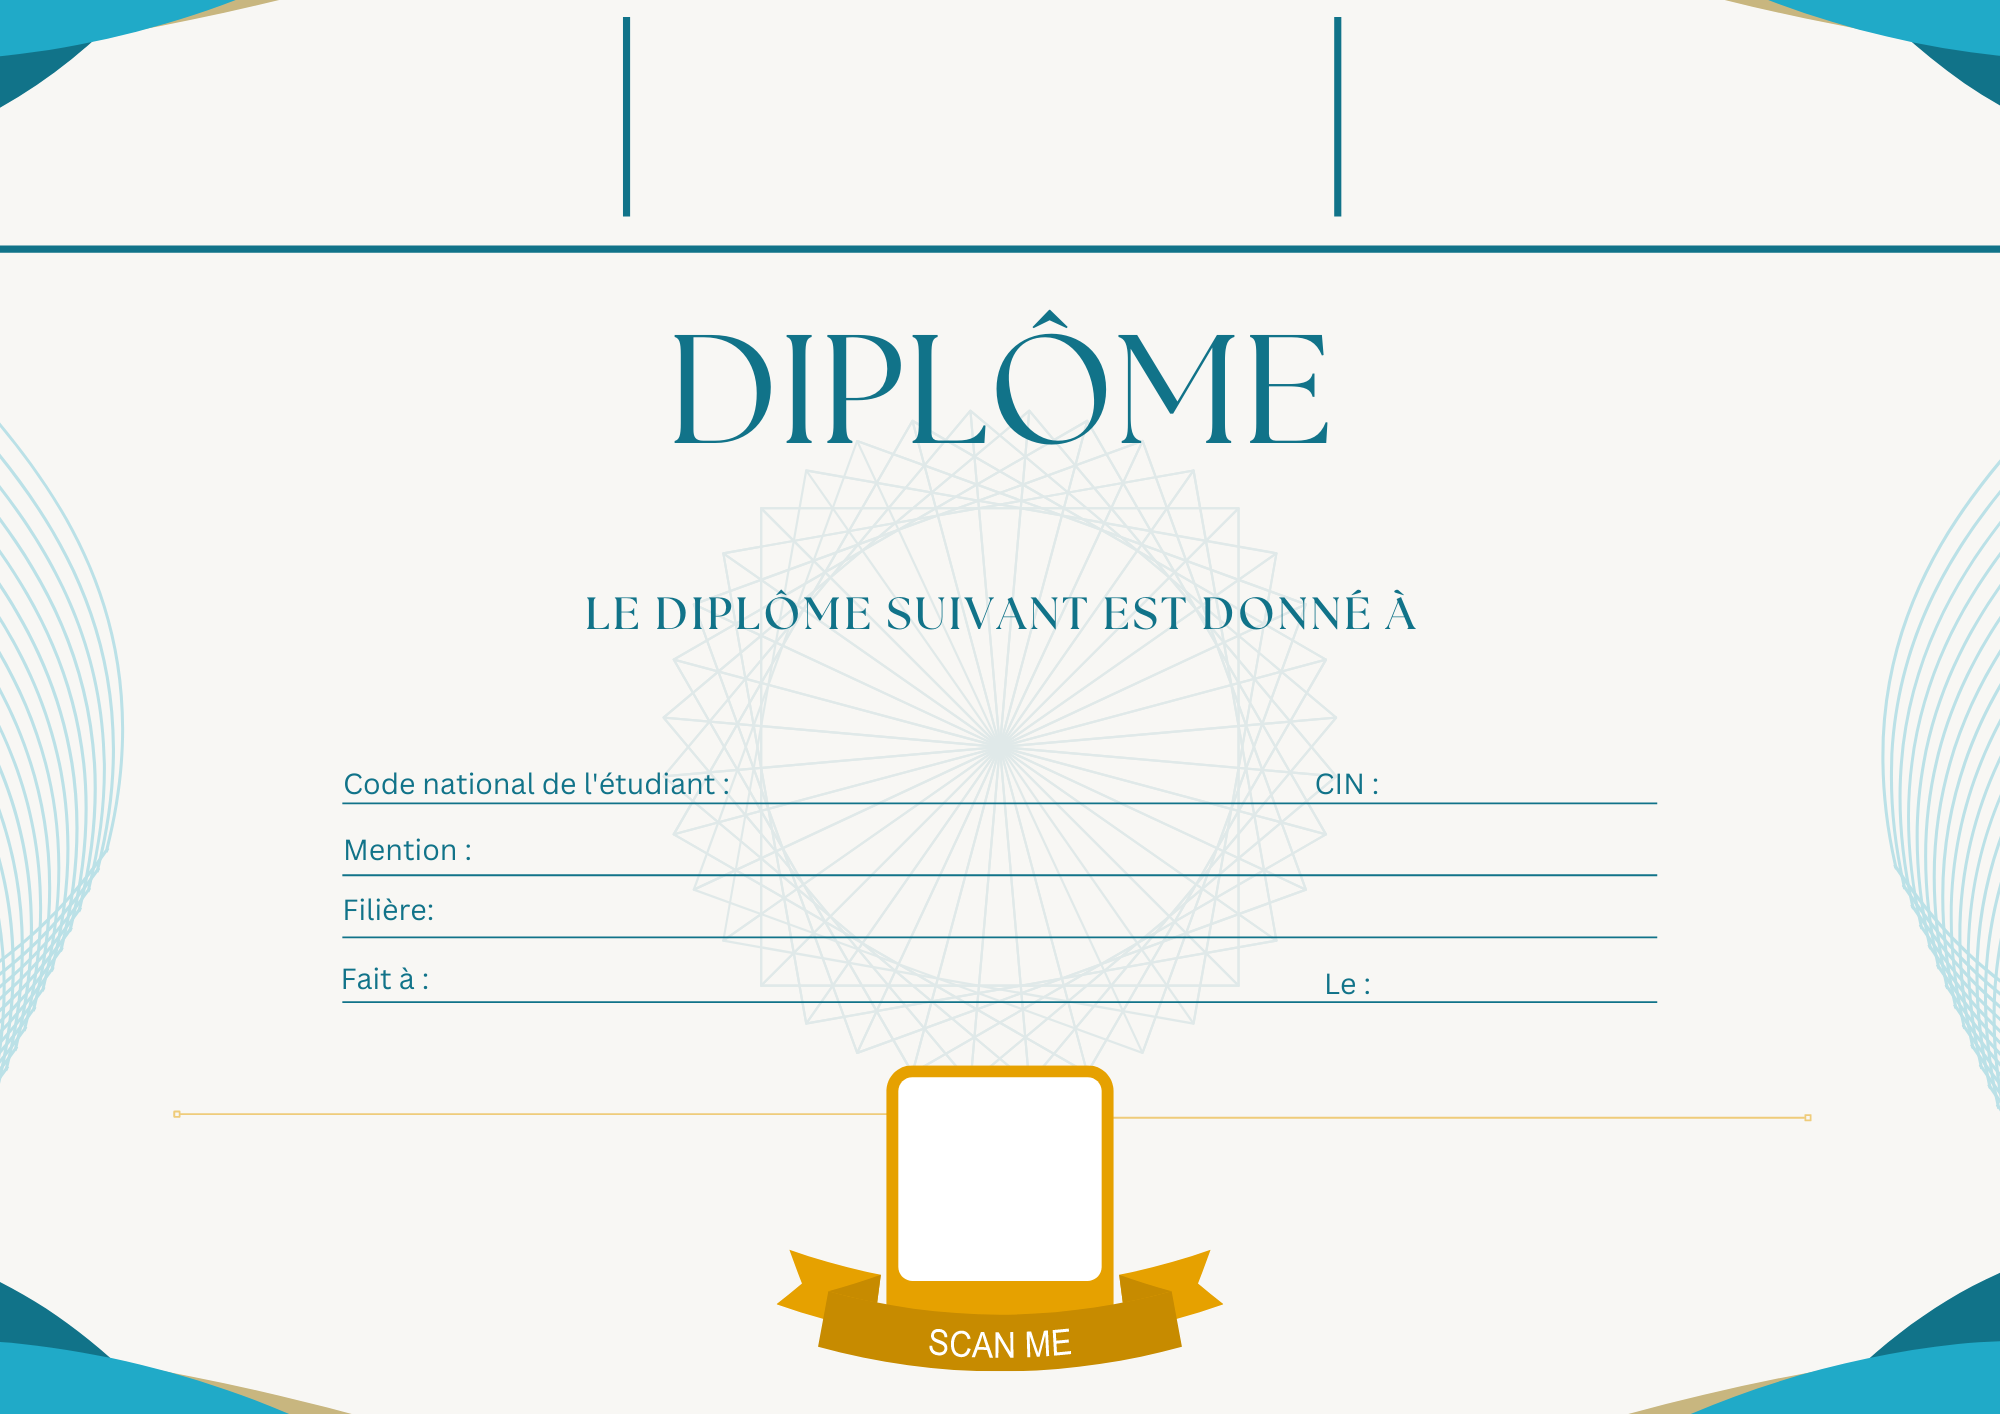 DIPLÔME
LE DIPLÔME SUIVANT EST DONNÉ À
Code national de l'étudiant : CIN :
Mention :
Filière:
Fait à : Le :
SCAN ME